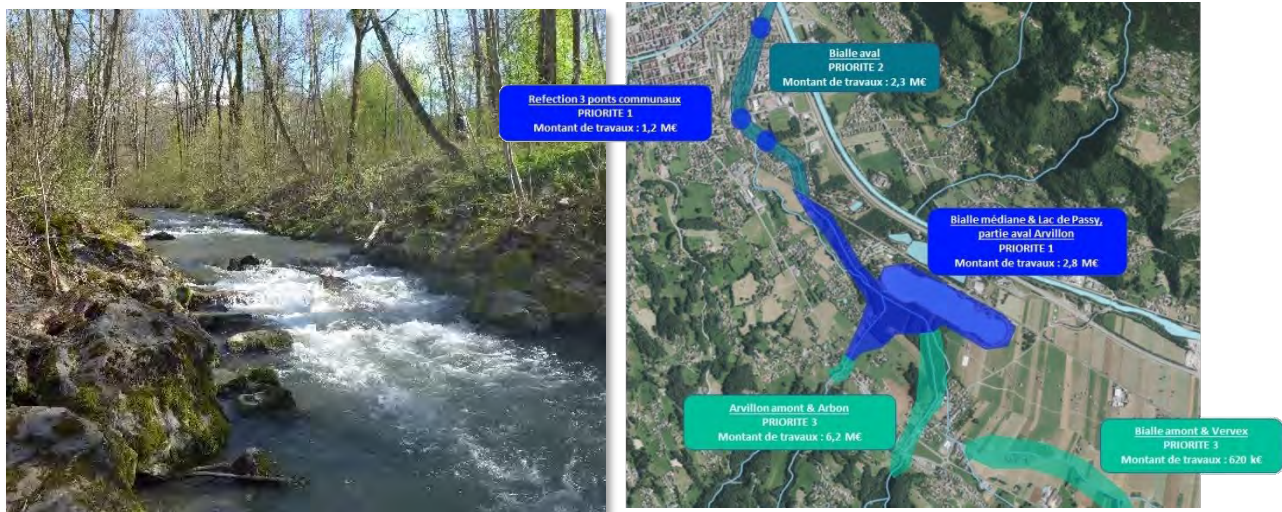 Bialle aval
PRIORITE 2
Montant de travaux : 2,3 M€
Refection 3 ponts communaux
PRIORITE 1
Montant de travaux : 1,2 M€
Bialle médiane & Lac de Passy,
partie aval Arvillon
PRIORITE 1
Montant de travaux : 2,8 M€
Arvillon amont & Arbon
PRIORITE 3
Montant de travaux : 6,2 M€
Bialle amont & Vervex
PRIORITE 3
Montant de travaux : 620 k€